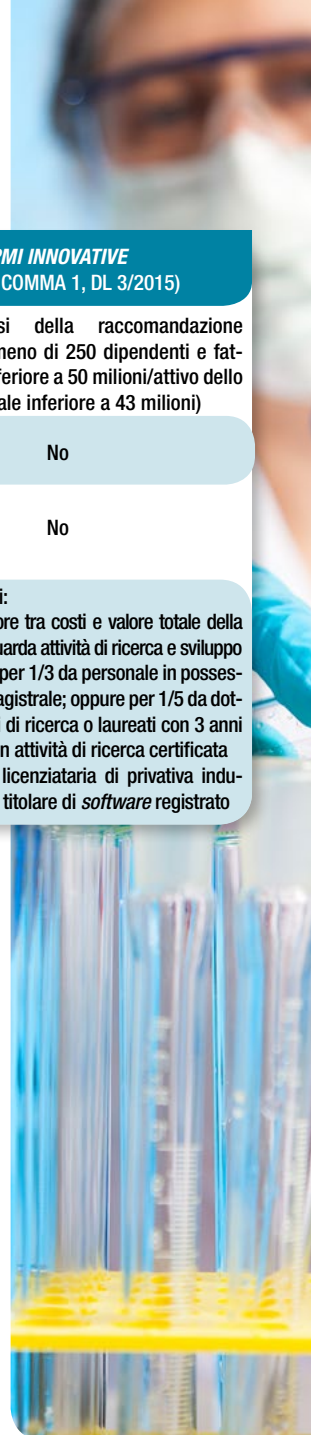 RMI INNOVATIVE
COMMA 1, DL 3/2015)
si della raccomandazione
meno di 250 dipendenti e fat-
feriore a 50 milioni/attivo dello
ale inferiore a 43 milioni)
No
No
i:
ore tra costi e valore totale della
uarda attività di ricerca e sviluppo
per 1/3 da personale in posses-
agistrale; oppure per 1/5 da dot-
i di ricerca o laureati con 3 anni
n attività di ricerca certificata
licenziataria di privativa indu-
titolare di software registrato